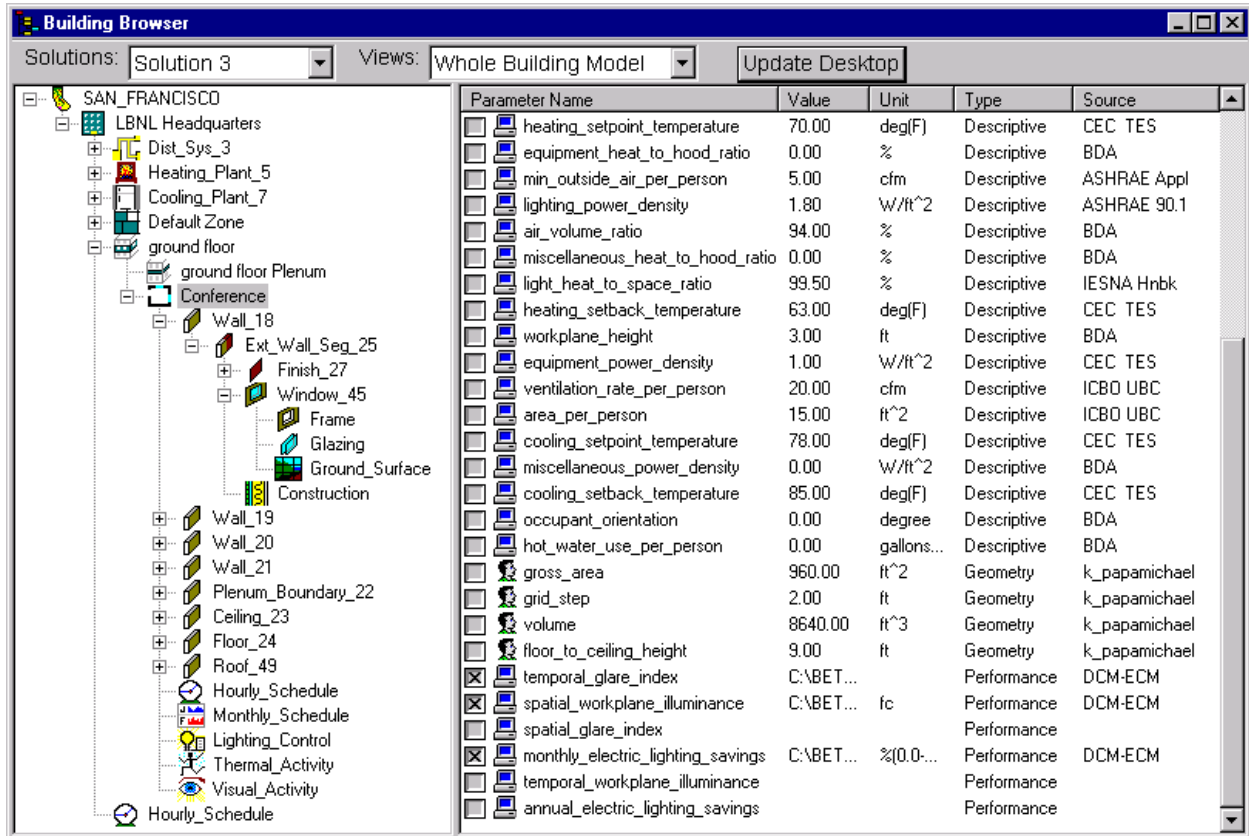 Building Browser
Solutions: Solution 3 Views: Whole Building Model Update Desktop
SAN_FRANCISCO
LBNL Headquarters
Dist_Sys_3
Heating_Plant_5
Cooling_Plant_7
Default Zone
ground floor
ground floor Plenum
Conference
Wall_18
Ext_Wall_Seg_25
Finish_27
Window_45
Frame
Glazing
Ground_Surface
Construction
Wall_19
Wall_20
Wall_21
Plenum_Boundary_22
Ceiling_23
Floor_24
Roof_49
Hourly_Schedule
Monthly_Schedule
Lighting_Control
Thermal_Activity
Visual_Activity
Hourly_Schedule
Parameter Name Value Unit Type Source
heating_setpoint_temperature 70.00 deg(F) Descriptive CEC TES
equipment_heat_to_hood_ratio 0.00 % Descriptive BDA
min_outside_air_per_person 5.00 cfm Descriptive ASHRAE Appl
lighting_power_density 1.80 W/ft^2 Descriptive ASHRAE 90.1
air_volume_ratio 94.00 % Descriptive BDA
miscellaneous_heat_to_hood_ratio 0.00 % Descriptive BDA
light_heat_to_space_ratio 99.50 % Descriptive IESNA Hnbk
heating_setback_temperature 63.00 deg(F) Descriptive CEC TES
workplane_height 3.00 ft Descriptive BDA
equipment_power_density 1.00 W/ft^2 Descriptive CEC TES
ventilation_rate_per_person 20.00 cfm Descriptive ICBO UBC
area_per_person 15.00 ft^2 Descriptive ICBO UBC
cooling_setpoint_temperature 78.00 deg(F) Descriptive CEC TES
miscellaneous_power_density 0.00 W/ft^2 Descriptive BDA
cooling_setback_temperature 85.00 deg(F) Descriptive CEC TES
occupant_orientation 0.00 degree Descriptive BDA
hot_water_use_per_person 0.00 gallons... Descriptive BDA
gross_area 960.00 ft^2 Geometry k_papamichael
grid_step 2.00 ft Geometry k_papamichael
volume 8640.00 ft^3 Geometry k_papamichael
floor_to_ceiling_height 9.00 ft Geometry k_papamichael
temporal_glare_index C:\BET... Performance DCM-ECM
spatial_workplane_illuminance C:\BET... fc Performance DCM-ECM
spatial_glare_index Performance
monthly_electric_lighting_savings C:\BET... %(0.0-... Performance DCM-ECM
temporal_workplane_illuminance Performance
annual_electric_lighting_savings Performance